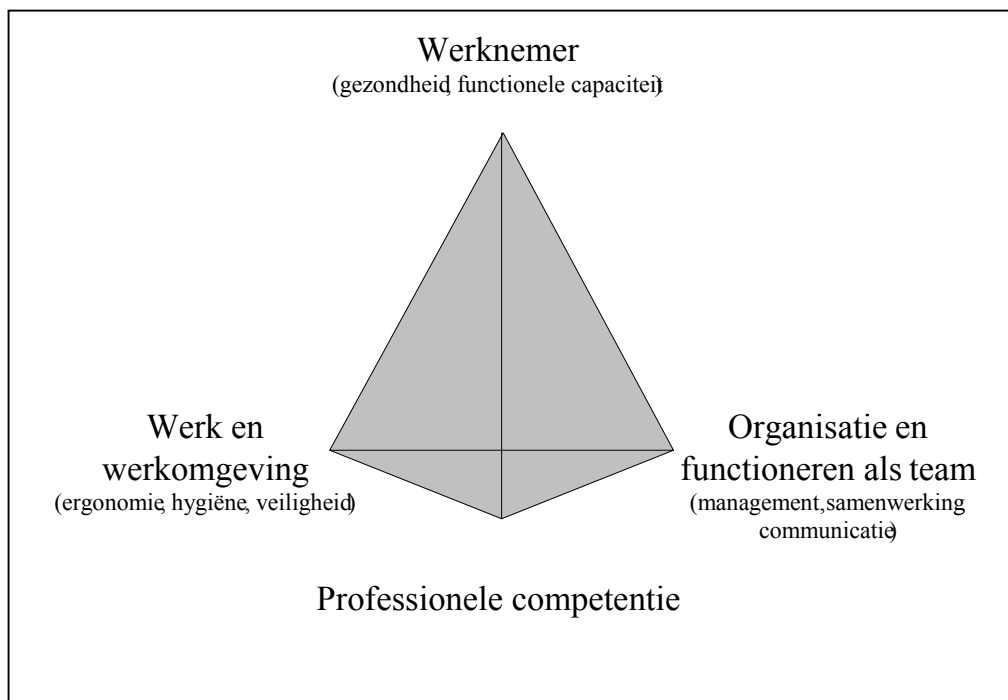 Werknemer
(gezondheid, functionele capaciteit)
Werk en
werkomgeving
(ergonomie, hygiëne, veiligheid)
Organisatie en
functioneren als team
(management, samenwerking
communicatie)
Professionele competentie